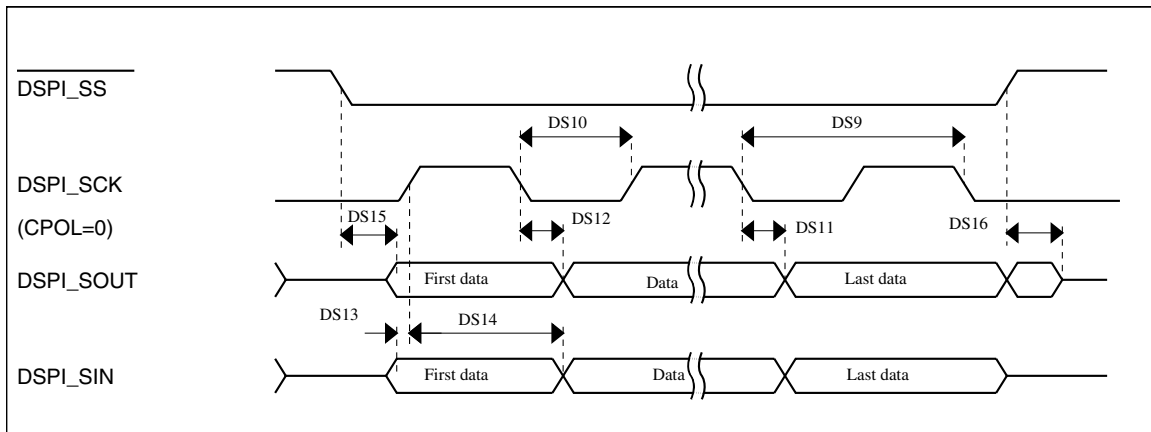 DSPI_SS
DS10
DS9
DSPI_SCK
(CPOL=0)
DS15
DS12
DS11
DS16
DSPI_SOUT
First data
Data
Last data
DS13
DS14
DSPI_SIN
First data
Data
Last data